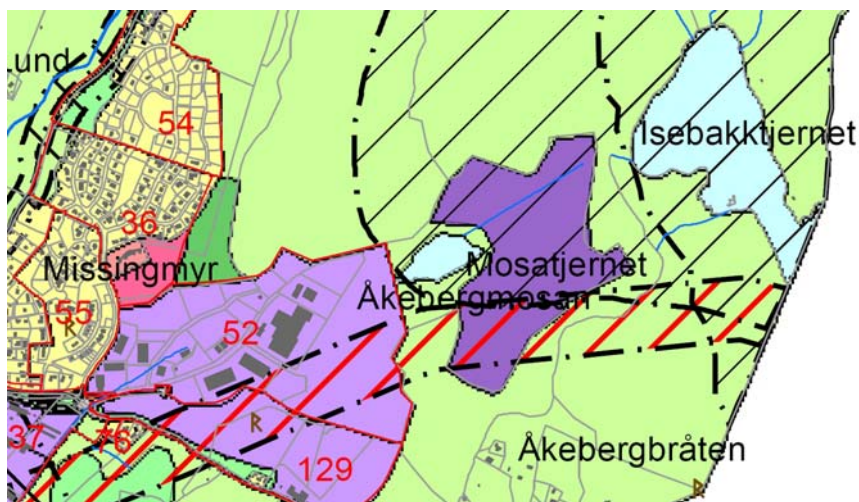 Lund
54
Isebakktjernet
36
Missingmyr
Mosatjernet
Åkebergmosan
55
R
52
37
76
R
129
Åkebergbråten
R